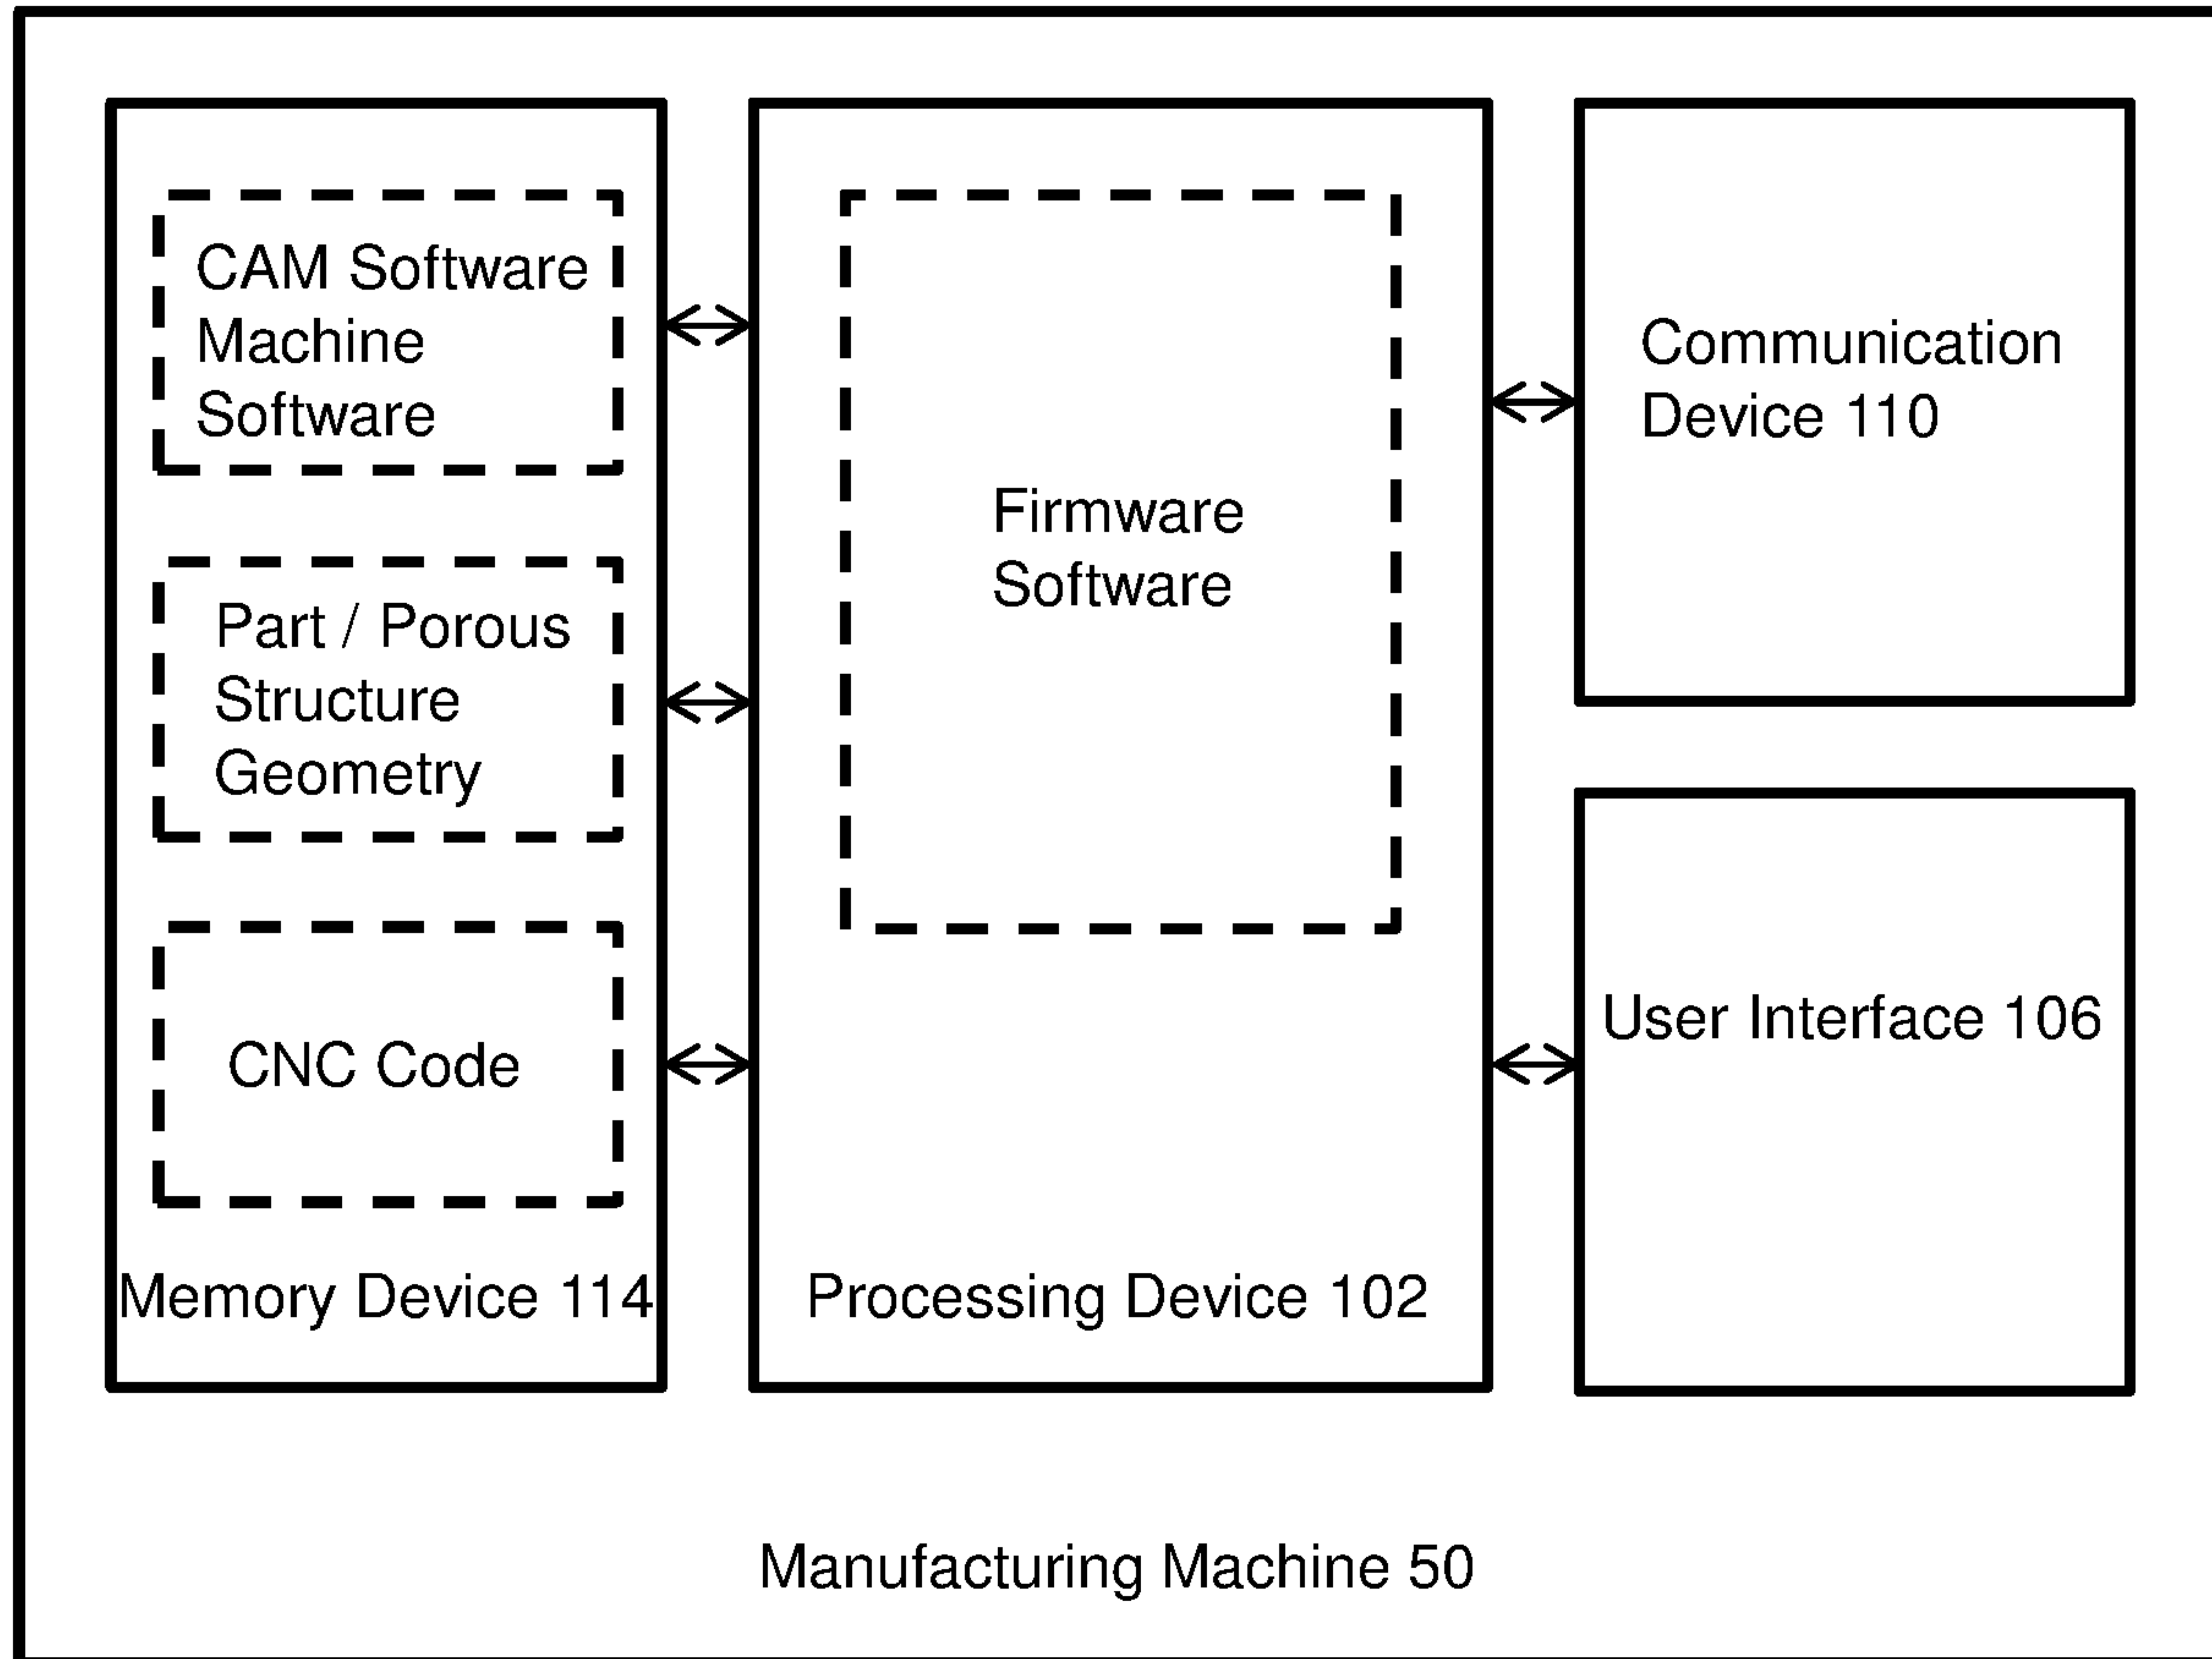 CAM Software
Machine
Software
Part / Porous
Structure
Geometry
CNC Code
Memory Device 114
Firmware
Software
Processing Device 102
Communication
Device 110
User Interface 106
Manufacturing Machine 50